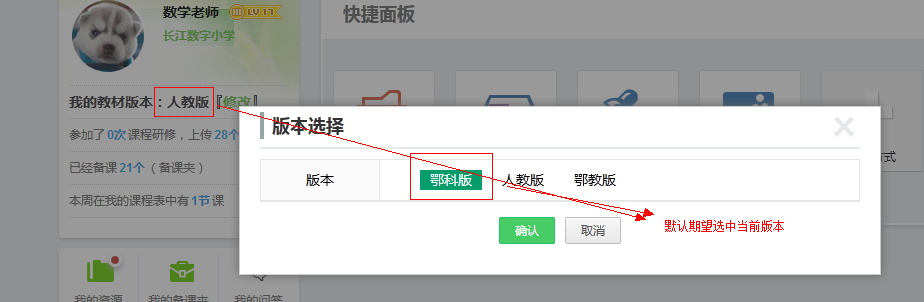 数学老师 LV 17
长江数字小学
我的教材版本：人教版『修改』
参加了0次课程研修，上传28个
已经备课21个（备课夹）
本周在我的课程表中有1节课
我的资源 我的备课夹 我的问答
快捷面板
方式
版本选择
版本 鄂科版 人教版 鄂教版
确认 取消
默认期望选中当前版本